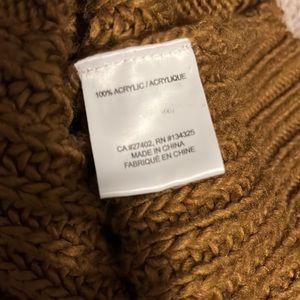 100% ACRYLIC / ACRYLIQUE
CA #27402, RN #134325
MADE IN CHINA
FABRIQUÉ EN CHINE